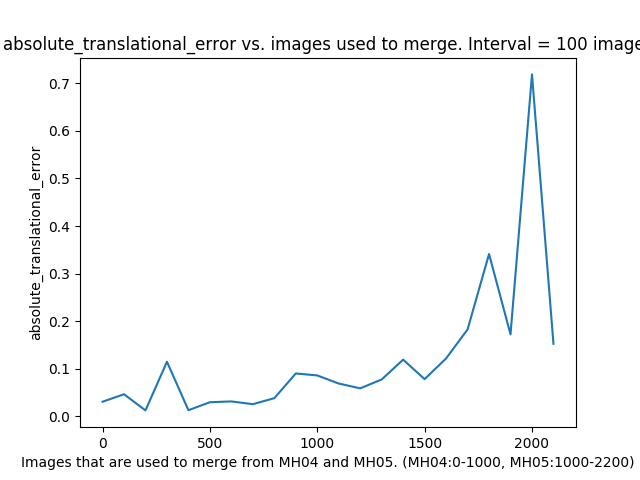 absolute_translational_error vs. images used to merge. Interval = 100 image
0.7
0.6
0.5
0.4
0.3
0.2
0.1
0.0
absolute_translational_error
0 500 1000 1500 2000
Images that are used to merge from MH04 and MH05. (MH04:0-1000, MH05:1000-2200)